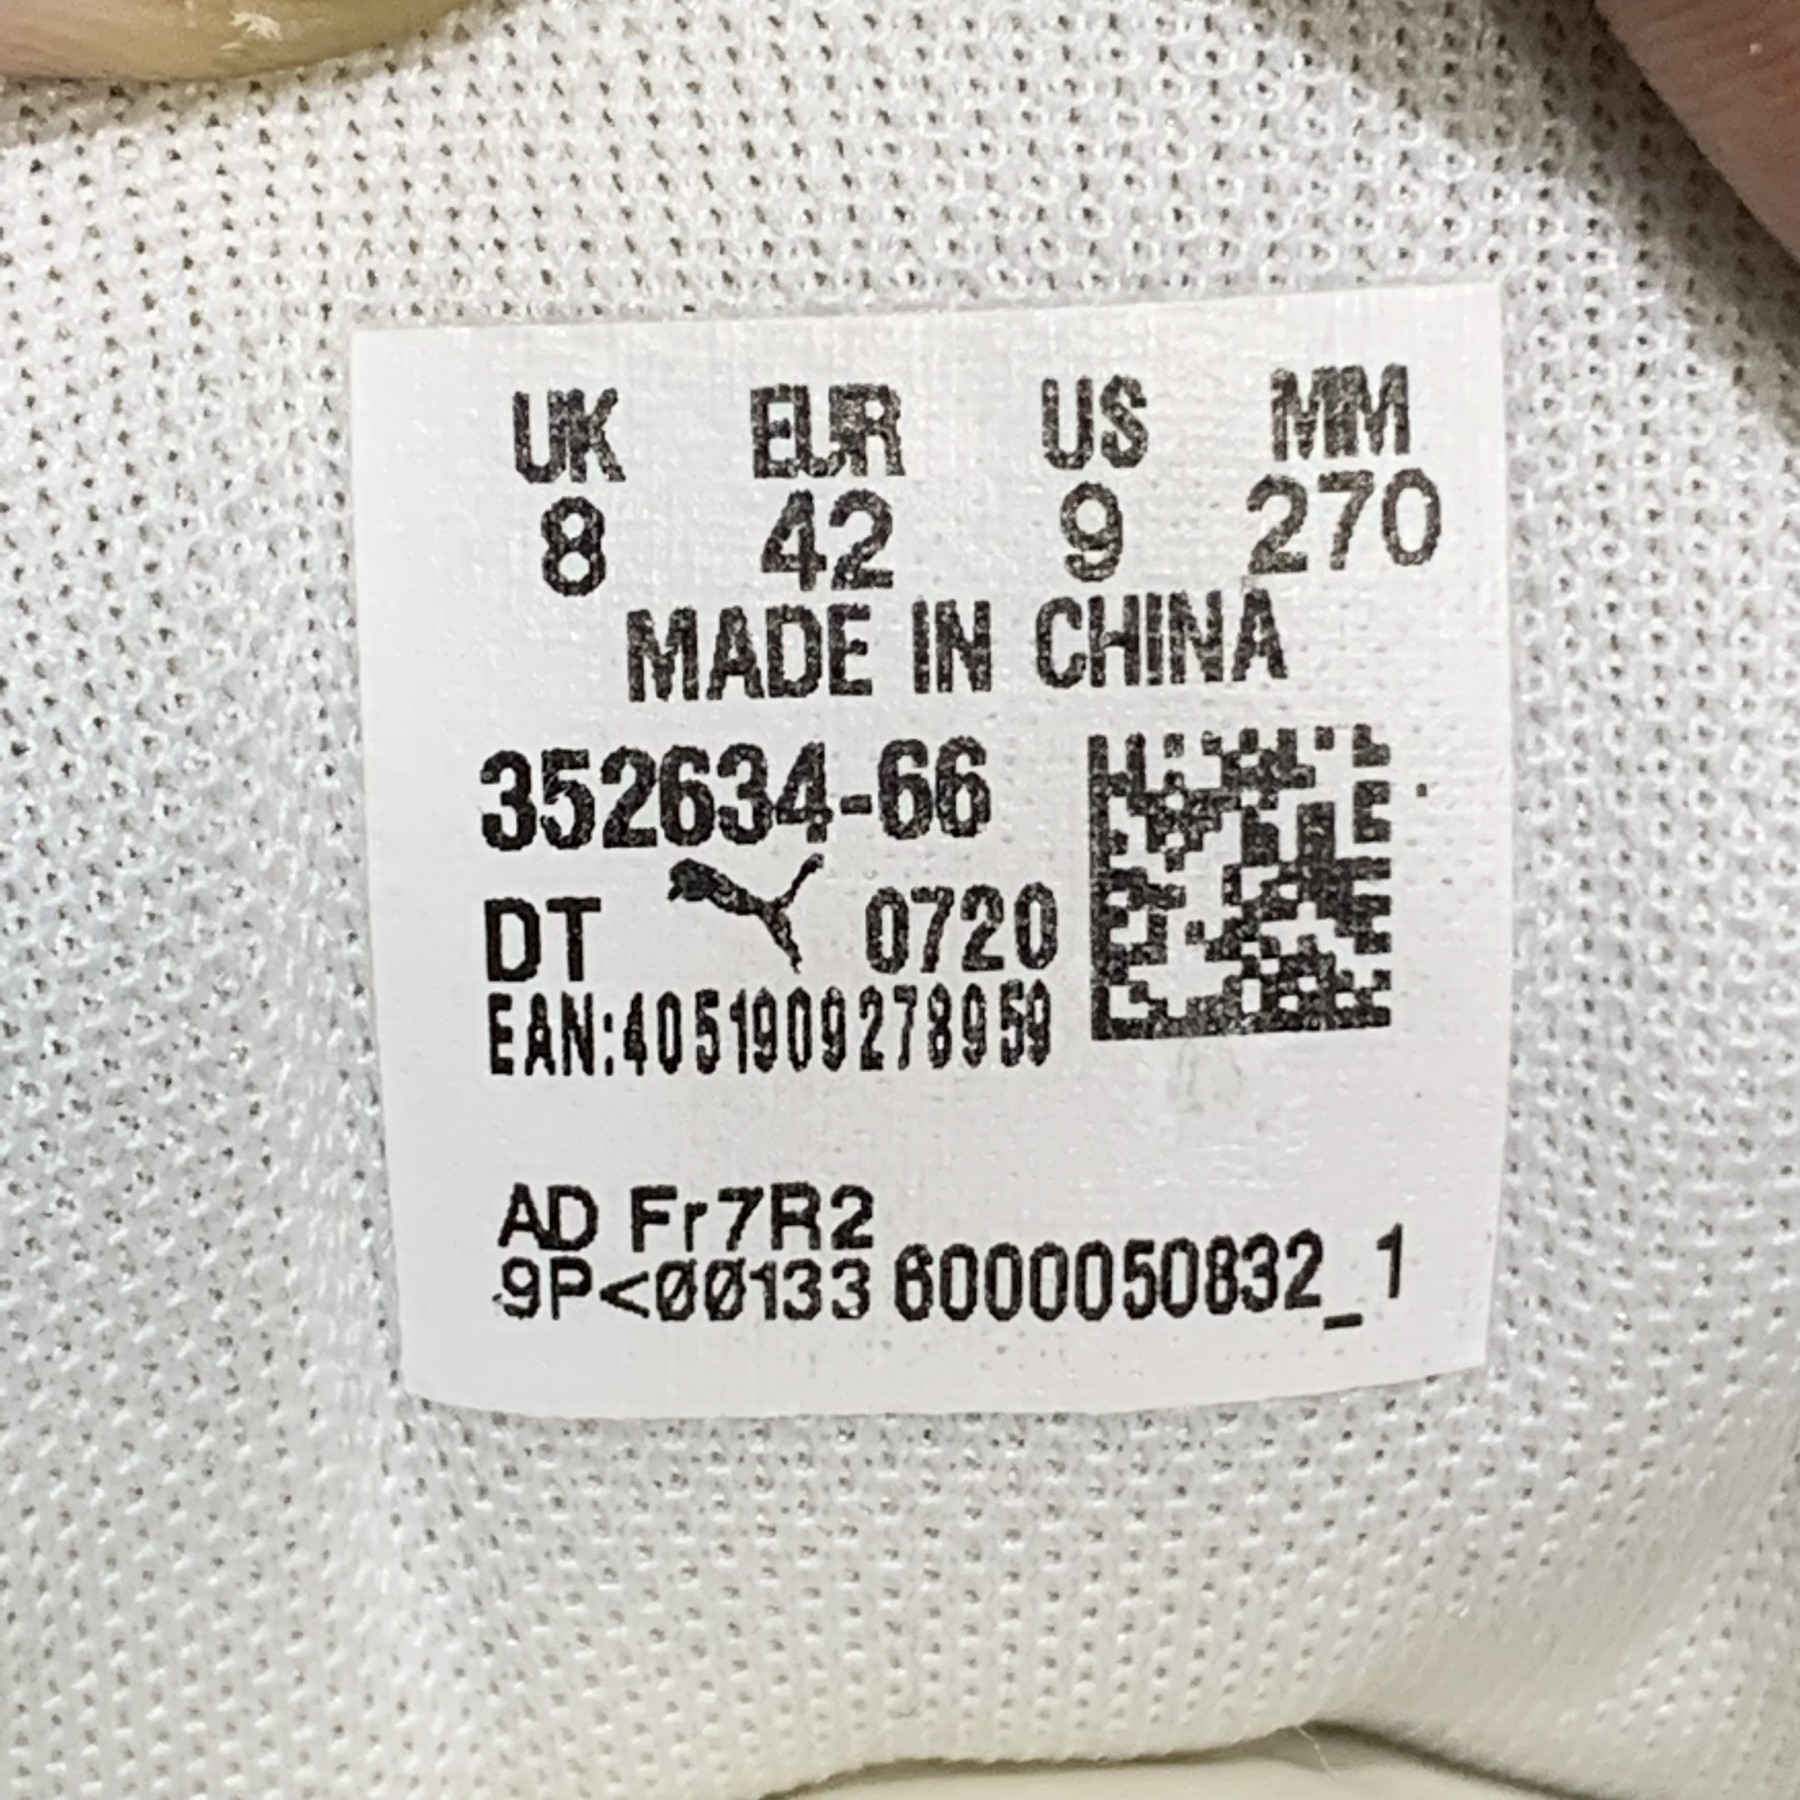 UK EUR US MM
8 42 9 270
MADE IN CHINA
352634-66
DT 0720
EAN:4051909278959
AD Fr7R2
9P<00133 6000050832_1